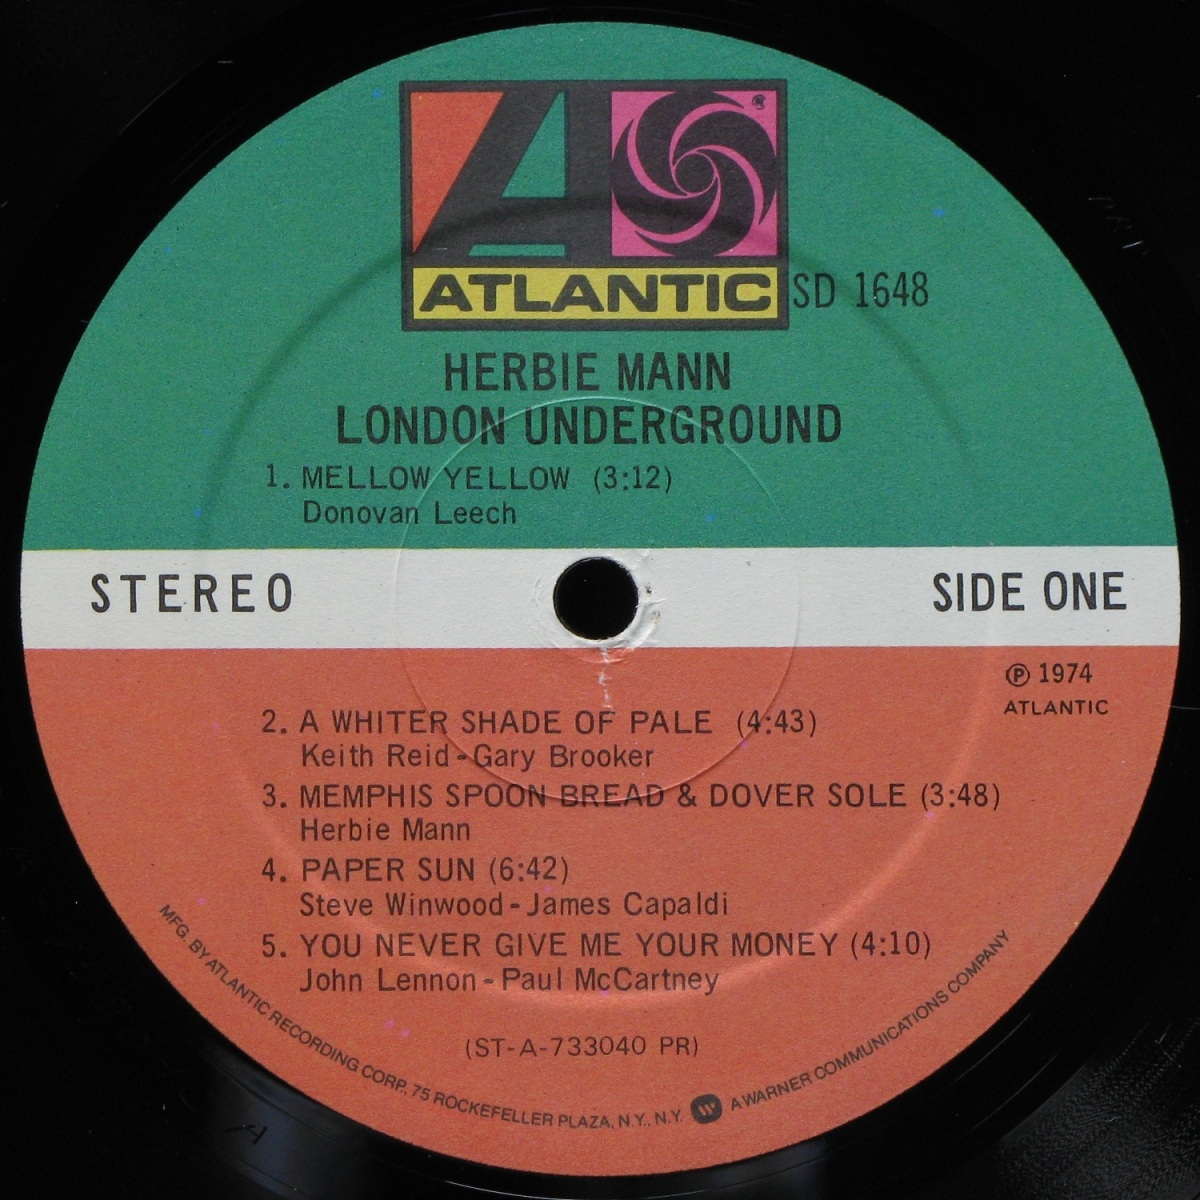 ATLANTIC
SD 1648
HERBIE MANN
LONDON UNDERGROUND
1. MELLOW YELLOW (3:12)
Donovan Leech
STEREO
SIDE ONE
℗ 1974
ATLANTIC
2. A WHITER SHADE OF PALE (4:43)
Keith Reid-Gary Brooker
3. MEMPHIS SPOON BREAD & DOVER SOLE (3:48)
Herbie Mann
4. PAPER SUN (6:42)
Steve Winwood-James Capaldi
5. YOU NEVER GIVE ME YOUR MONEY (4:10)
John Lennon-Paul McCartney
(ST-A-733040 PR)
MFG. BY ATLANTIC RECORDING CORP. 75 ROCKEFELLER PLAZA, N.Y., N.Y. A WARNER COMMUNICATIONS COMPANY